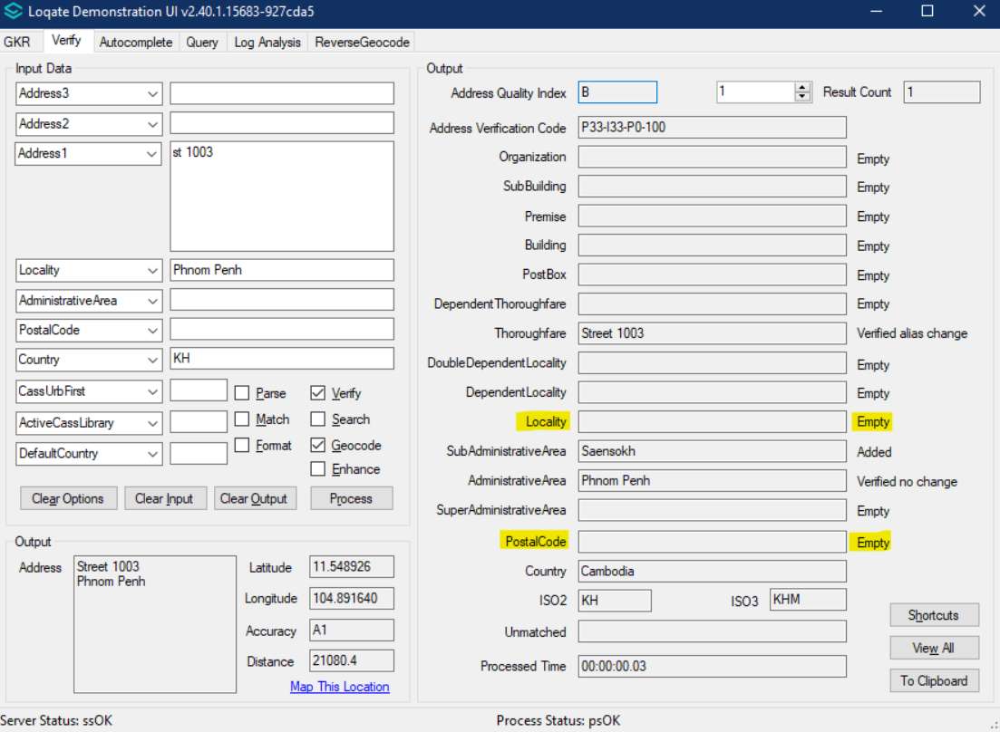 Loqate Demonstration UI v2.40.1.15683-927cda5
GKR Verify Autocomplete Query Log Analysis ReverseGeocode
Input Data
Address3
Address2
Address1 st 1003
Locality Phnom Penh
AdministrativeArea
PostalCode
Country KH
CassUrbFirst Parse Verify
ActiveCassLibrary Match Search
DefaultCountry Format Geocode
Enhance
Clear Options Clear Input Clear Output Process
Output
Address Street 1003
Phnom Penh
Latitude 11.548926
Longitude 104.891640
Accuracy A1
Distance 21080.4
Map This Location
Output
Address Quality Index B 1 Result Count 1
Address Verification Code P33-I33-P0-100
Organization Empty
SubBuilding Empty
Premise Empty
Building Empty
PostBox Empty
DependentThoroughfare Empty
Thoroughfare Street 1003 Verified alias change
DoubleDependentLocality Empty
DependentLocality Empty
Locality Empty
SubAdministrativeArea Saensokh Added
AdministrativeArea Phnom Penh Verified no change
SuperAdministrativeArea Empty
PostalCode Empty
Country Cambodia
ISO2 KH ISO3 KHM
Unmatched
Processed Time 00:00:00.03
Shortcuts
View All
To Clipboard
Server Status: ssOK Process Status: psOK